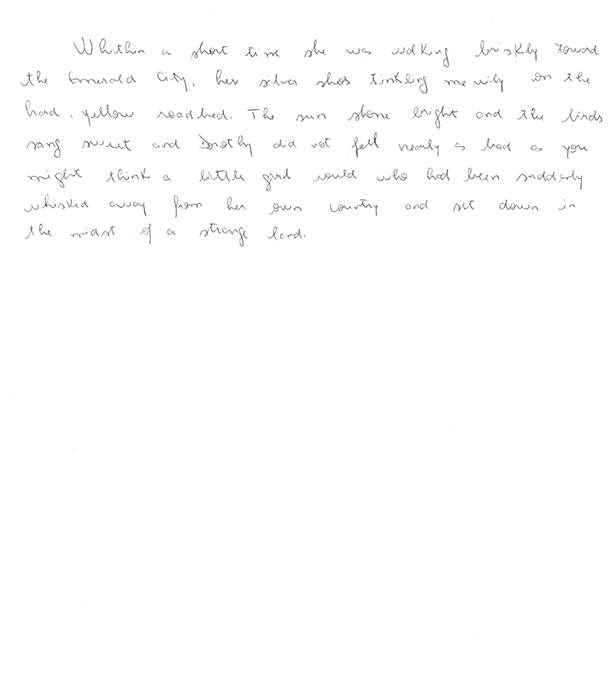 Whithin a short time she was walking briskly toward
the Emerald City, her silver shoes tinkling merrily on the
hard, yellow roadbed. The sun shone bright and the birds
sang sweet and Dorothy did not fell nearly as bad as you
might think a little girl would who had been suddenly
whisked away from her own country and set down in
the midst of a strange land.